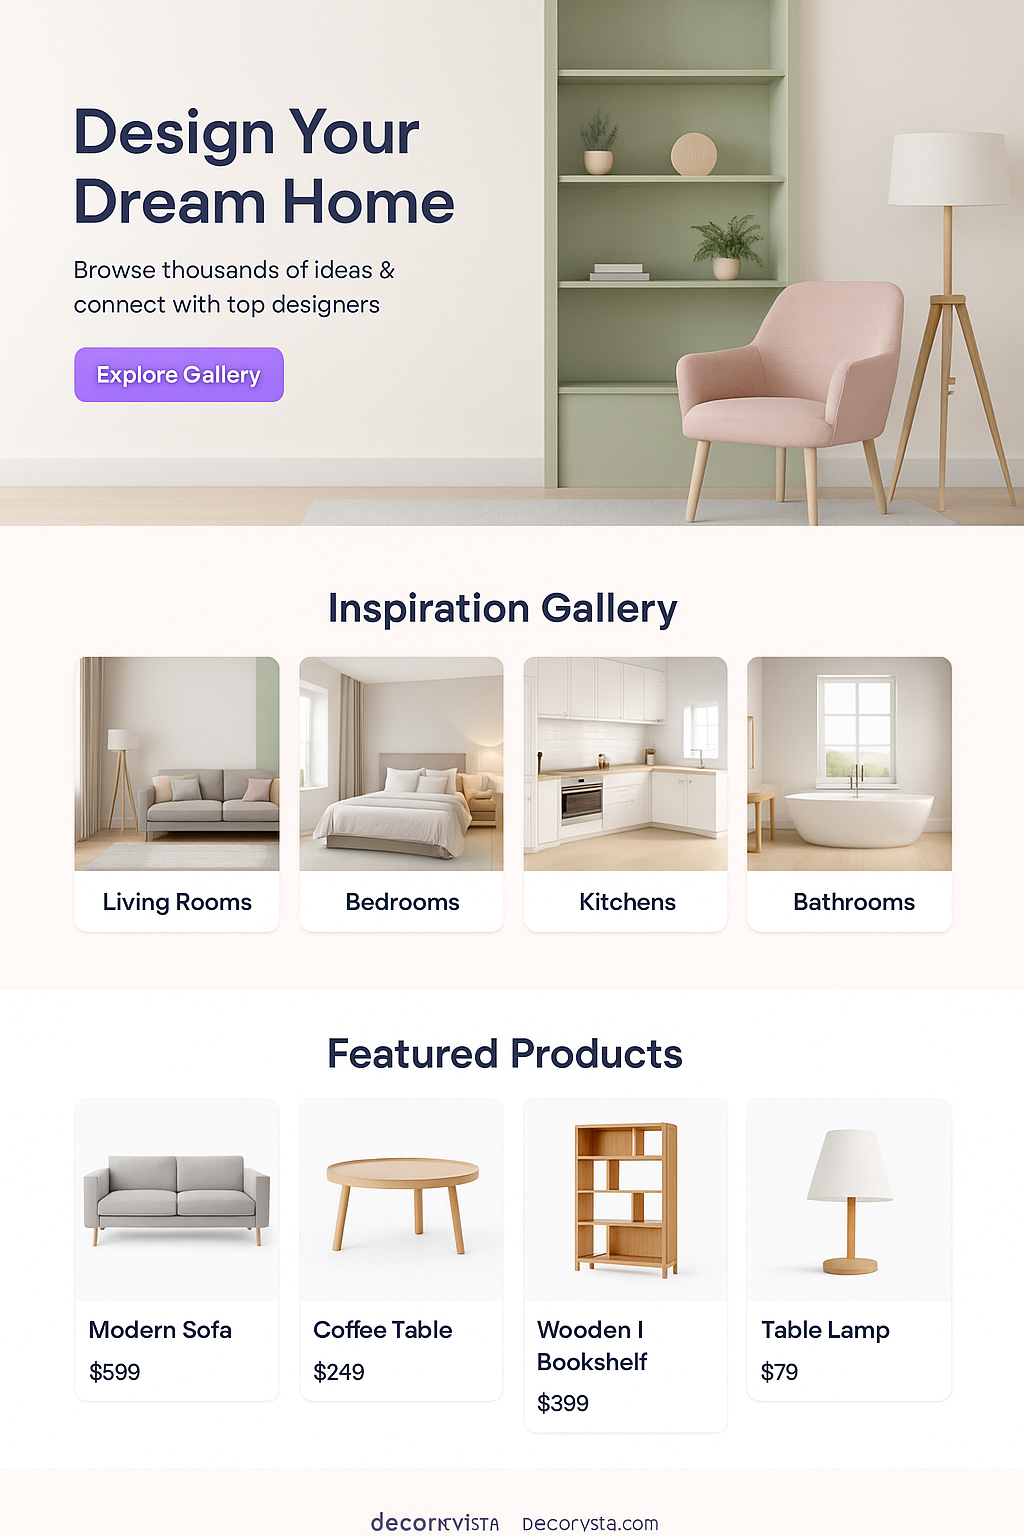 Design Your
Dream Home
Browse thousands of ideas &
connect with top designers
Explore Gallery
Inspiration Gallery
Living Rooms
Bedrooms
Kitchens
Bathrooms
Featured Products
Modern Sofa
$599
Coffee Table
$249
Wooden I
Bookshelf
$399
Table Lamp
$79
Decorysta.com